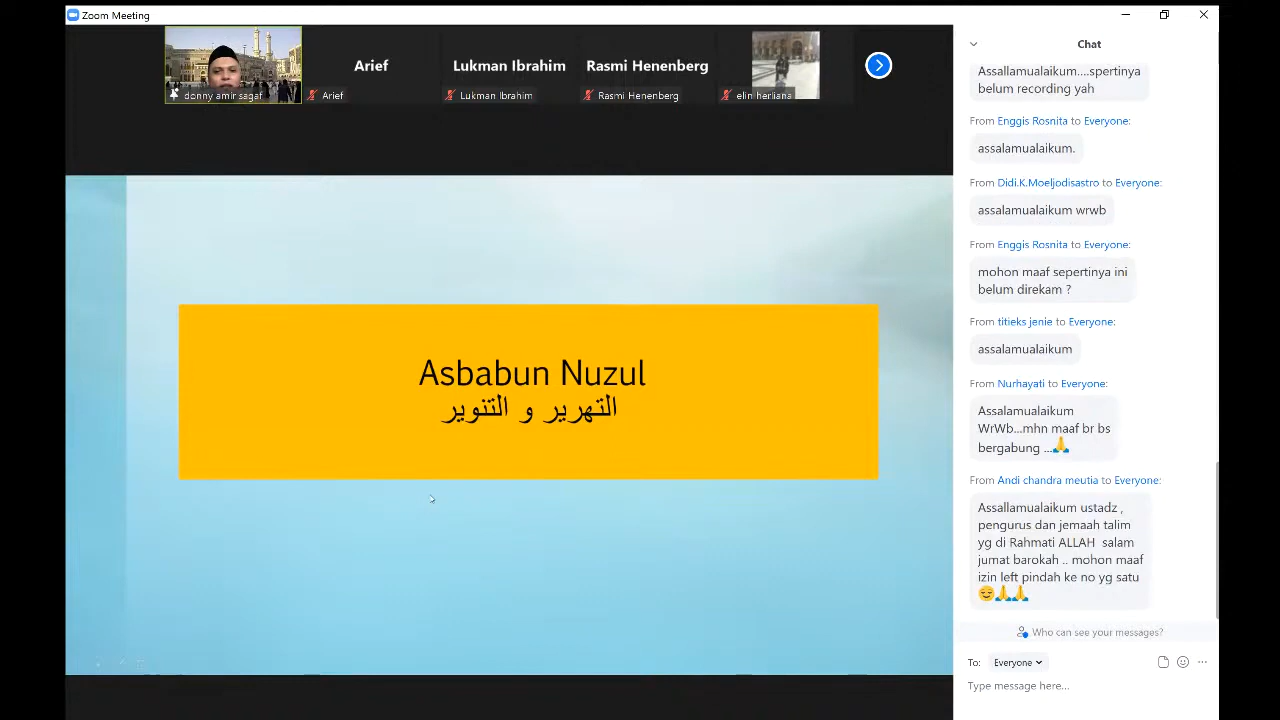 Zoom Meeting
Arief
Lukman Ibrahim
Rasmi Henenberg
donny amir sagaf
Arief
Lukman Ibrahim
Rasmi Henenberg
elin herliana
Asbabun Nuzul
التهرير و التنوير
Chat
Assallamualaikum....spertinya
belum recording yah
From Enggis Rosnita to Everyone:
assalamualaikum.
From Didi.K.Moeljodisastro to Everyone:
assalamualaikum wrwb
From Enggis Rosnita to Everyone:
mohon maaf sepertinya ini
belum direkam ?
From titieks jenie to Everyone:
assalamualaikum
From Nurhayati to Everyone:
Assalamualaikum
WrWb...mhn maaf br bs
bergabung ...🙏
From Andi chandra meutia to Everyone:
Assallamualaikum ustadz ,
pengurus dan jemaah talim
yg di Rahmati ALLAH salam
jumat barokah .. mohon maaf
izin left pindah ke no yg satu
😌🙏🙏
Who can see your messages?
To: Everyone
Type message here...